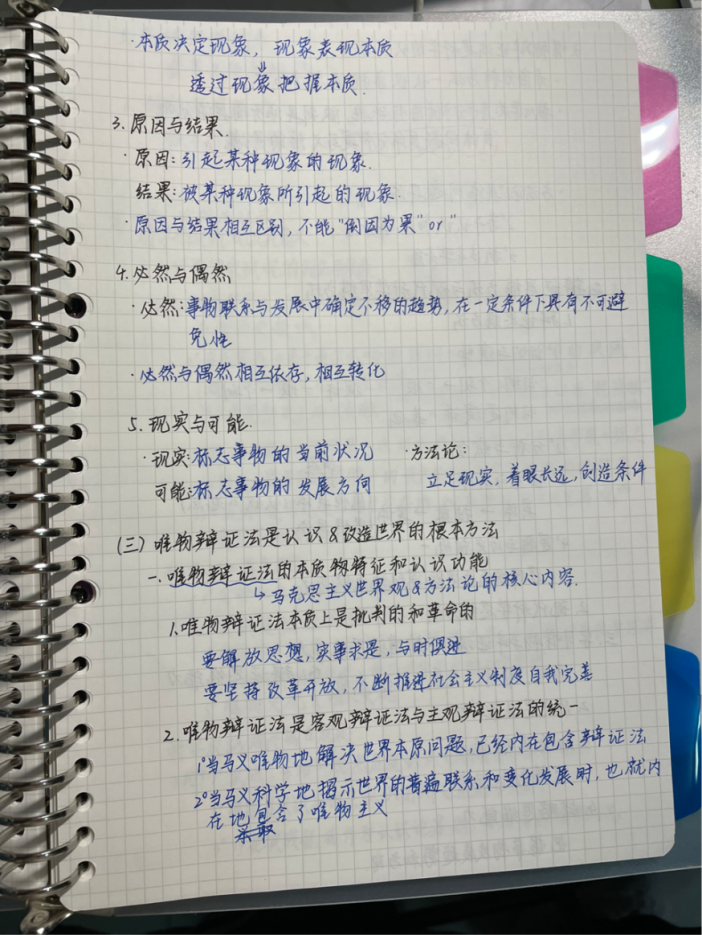 ·本质决定现象，现象表现本质
⇓
透过现象把握本质.
3.原因与结果.
·原因:引起某种现象的现象.
结果:被某种现象所引起的现象.
·原因与结果相互区别，不能"倒因为果" or "
4.必然与偶然
·必然:事物联系与发展中确定不移的趋势，在一定条件下具有不可避
免性
·必然与偶然相互依存，相互转化
5.现实与可能.
·现实:标志事物的当前状况
可能:标志事物的发展方向
·方法论:
立足现实，着眼长远，创造条件
(三) 唯物辩证法是认识&改造世界的根本方法
一.唯物辩证法的本质物特征和认识功能
↳马克思主义世界观&方法论的核心内容.
1.唯物辩证法本质上是批判的和革命的
要解放思想，实事求是，与时俱进
要坚持改革开放，不断推进社会主义制度自我完善
2.唯物辩证法是客观辩证法与主观辩证法的统一
1°当马义唯物地解决世界本原问题，已经内在包含辩证法
2°当马义科学地揭示世界的普遍联系和变化发展时，也就内
在地包含了唯物主义